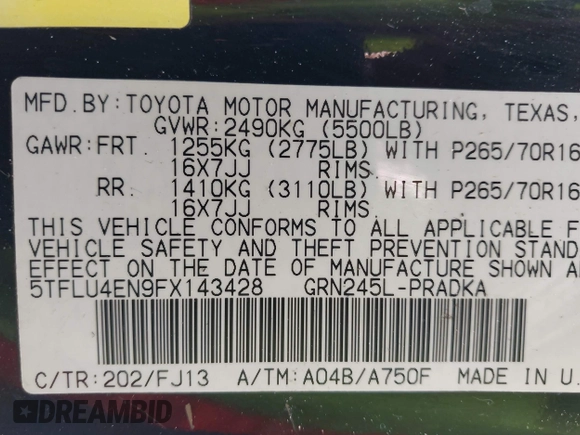 MFD.BY:TOYOTA MOTOR MANUFACTURING, TEXAS,
GVWR:2490KG (5500LB)
GAWR:FRT. 1255KG (2775LB) WITH P265/70R16
16X7JJ RIMS.
RR. 1410KG (3110LB) WITH P265/70R16
16X7JJ RIMS.
THIS VEHICLE CONFORMS TO ALL APPLICABLE F
VEHICLE SAFETY AND THEFT PREVENTION STAND
EFFECT ON THE DATE OF MANUFACTURE SHOWN A
5TFLU4EN9FX143428 GRN245L-PRADKA
C/TR:202/FJ13 A/TM:A04B/A750F MADE IN U.
DREAMBID